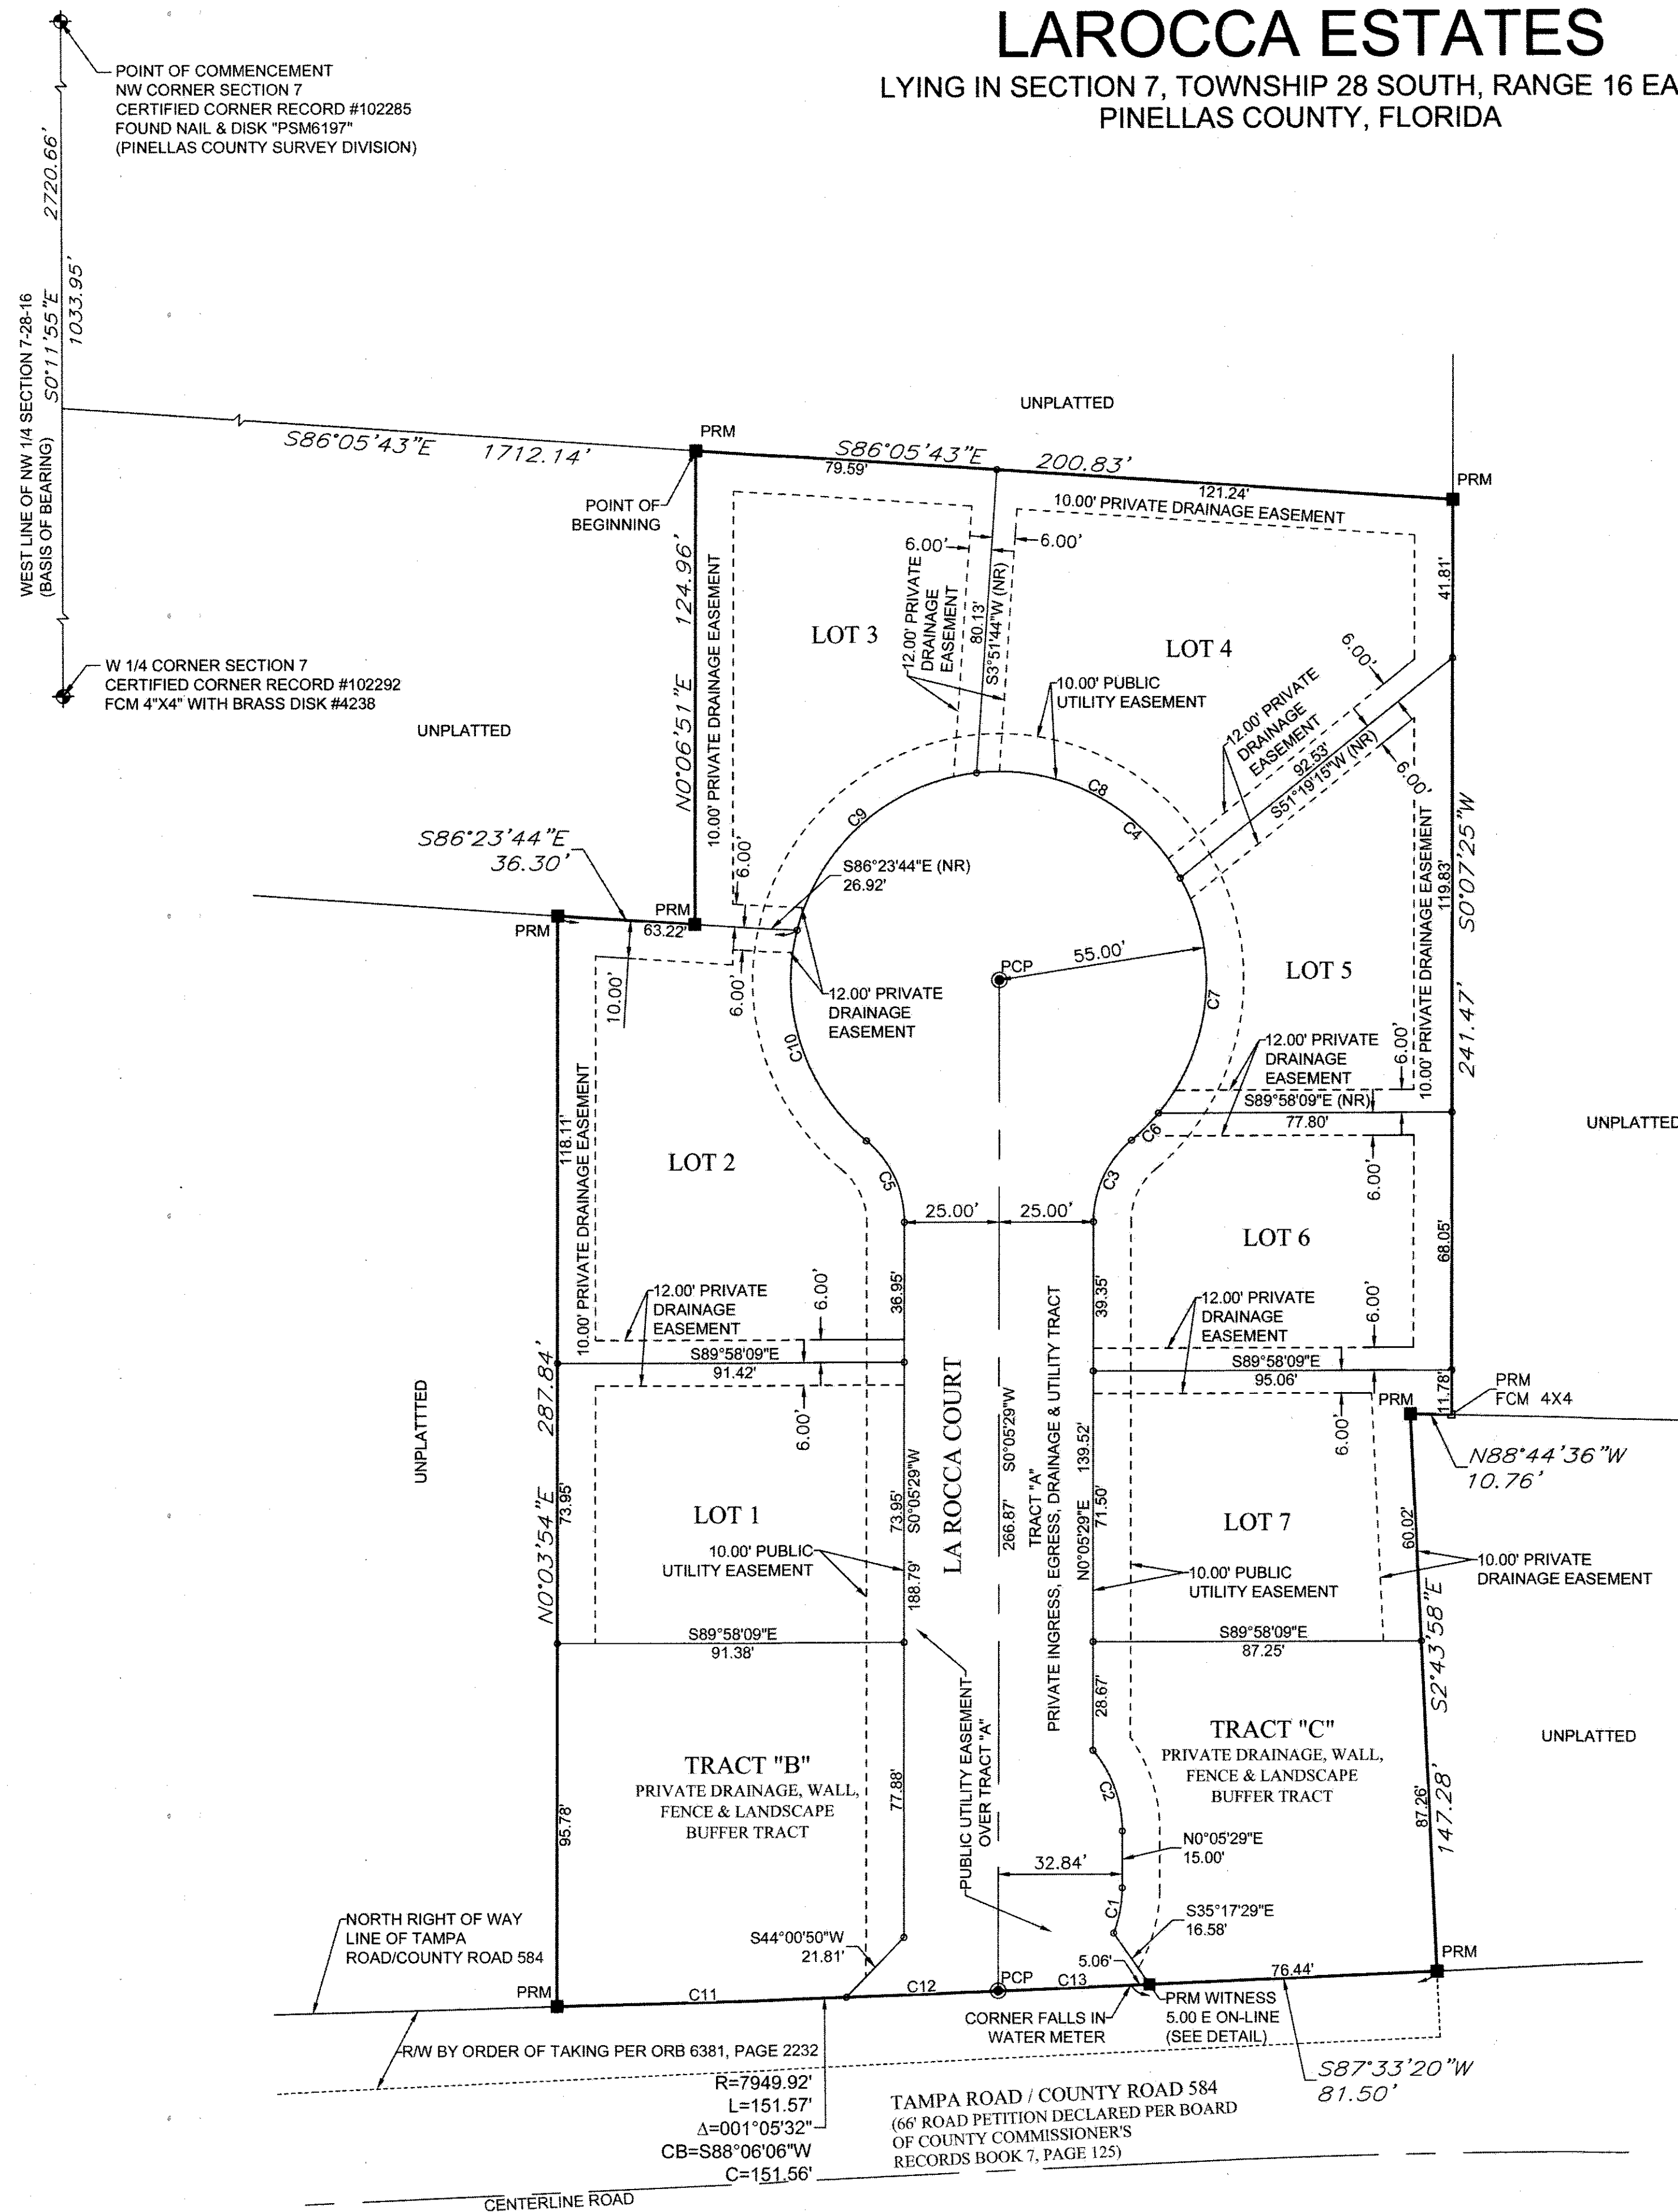 LAROCCA ESTATES
LYING IN SECTION 7, TOWNSHIP 28 SOUTH, RANGE 16 EA
PINELLAS COUNTY, FLORIDA
POINT OF COMMENCEMENT
NW CORNER SECTION 7
CERTIFIED CORNER RECORD #102285
FOUND NAIL & DISK "PSM6197"
(PINELLAS COUNTY SURVEY DIVISION)
WEST LINE OF NW 1/4 SECTION 7-28-16
(BASIS OF BEARING)
S0°11'55"E 2720.66'
1033.95'
W 1/4 CORNER SECTION 7
CERTIFIED CORNER RECORD #102292
FCM 4"X4" WITH BRASS DISK #4238
UNPLATTED
S86°05'43"E 1712.14'
PRM
S86°05'43"E 200.83'
79.59'
121.24'
UNPLATTED
PRM
POINT OF
BEGINNING
10.00' PRIVATE DRAINAGE EASEMENT
N0°06'51"E 124.96'
10.00' PRIVATE DRAINAGE EASEMENT
LOT 3
6.00'
6.00'
12.00' PRIVATE
DRAINAGE
EASEMENT
80.13'
S3°51'44"W (NR)
LOT 4
10.00' PUBLIC
UTILITY EASEMENT
41.81'
6.00'
12.00' PRIVATE
DRAINAGE
EASEMENT
92.53'
S51°19'15"W (NR)
6.00'
C9
C8
C4
S86°23'44"E
36.30'
PRM
PRM
63.22'
6.00'
S86°23'44"E (NR)
26.92'
10.00'
6.00'
12.00' PRIVATE
DRAINAGE
EASEMENT
PCP
55.00'
C7
LOT 5
10.00' PRIVATE DRAINAGE EASEMENT
119.83'
S0°07'25"W
241.47'
C10
12.00' PRIVATE
DRAINAGE
EASEMENT
6.00'
S89°58'09"E (NR)
77.80'
6.00'
UNPLATTED
C6
C3
C5
LOT 2
118.11'
10.00' PRIVATE DRAINAGE EASEMENT
25.00'
25.00'
LOT 6
68.05'
36.95'
39.35'
12.00' PRIVATE
DRAINAGE
EASEMENT
6.00'
S89°58'09"E
91.42'
6.00'
12.00' PRIVATE
DRAINAGE
EASEMENT
6.00'
S89°58'09"E
95.06'
6.00'
11.78'
PRM
PRM
FCM 4X4
N88°44'36"W
10.76'
UNPLATTTED
N0°03'54"E 287.84'
73.95'
LOT 1
10.00' PUBLIC
UTILITY EASEMENT
73.95'
S0°05'29"W
188.79'
LA ROCCA COURT
266.87' S0°05'29"W
TRACT "A"
PRIVATE INGRESS, EGRESS, DRAINAGE & UTILITY TRACT
N0°05'29"E 139.52'
71.50'
LOT 7
10.00' PUBLIC
UTILITY EASEMENT
60.02'
10.00' PRIVATE
DRAINAGE EASEMENT
S89°58'09"E
91.38'
S89°58'09"E
87.25'
S2°43'58"E
147.28'
28.67'
TRACT "B"
PRIVATE DRAINAGE, WALL,
FENCE & LANDSCAPE
BUFFER TRACT
95.78'
77.88'
PUBLIC UTILITY EASEMENT
OVER TRACT "A"
TRACT "C"
PRIVATE DRAINAGE, WALL,
FENCE & LANDSCAPE
BUFFER TRACT
UNPLATTED
87.26'
C2
N0°05'29"E
15.00'
32.84'
C1
S35°17'29"E
16.58'
NORTH RIGHT OF WAY
LINE OF TAMPA
ROAD/COUNTY ROAD 584
S44°00'50"W
21.81'
5.06'
PRM
C11
C12
PCP
C13
76.44'
PRM
CORNER FALLS IN
WATER METER
PRM WITNESS
5.00 E ON-LINE
(SEE DETAIL)
R/W BY ORDER OF TAKING PER ORB 6381, PAGE 2232
R=7949.92'
L=151.57'
Δ=001°05'32"
CB=S88°06'06"W
C=151.56'
S87°33'20"W
81.50'
TAMPA ROAD / COUNTY ROAD 584
(66' ROAD PETITION DECLARED PER BOARD
OF COUNTY COMMISSIONER'S
RECORDS BOOK 7, PAGE 125)
CENTERLINE ROAD